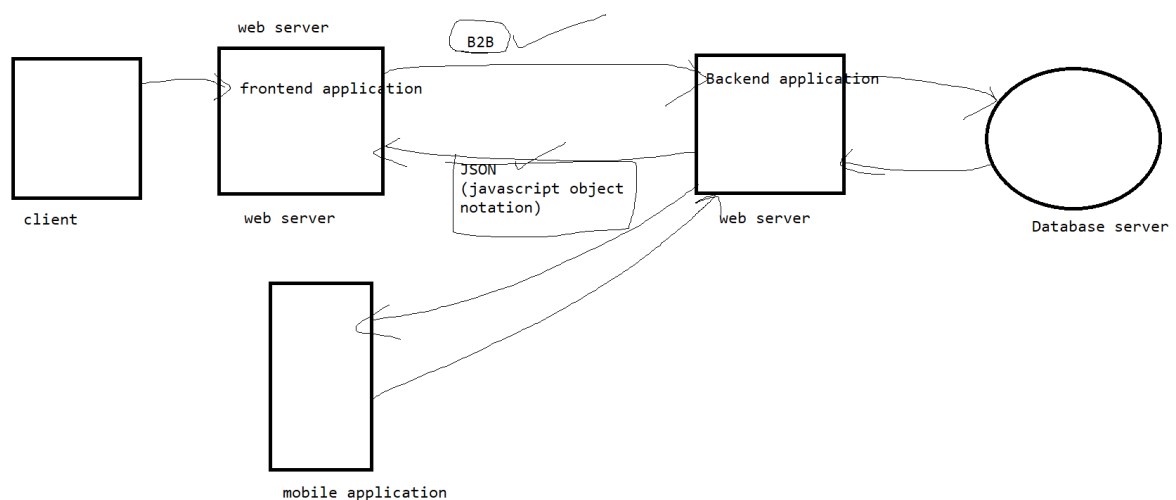 web server
B2B
frontend application
Backend application
JSON
(javascript object
notation)
client
web server
web server
Database server
mobile application